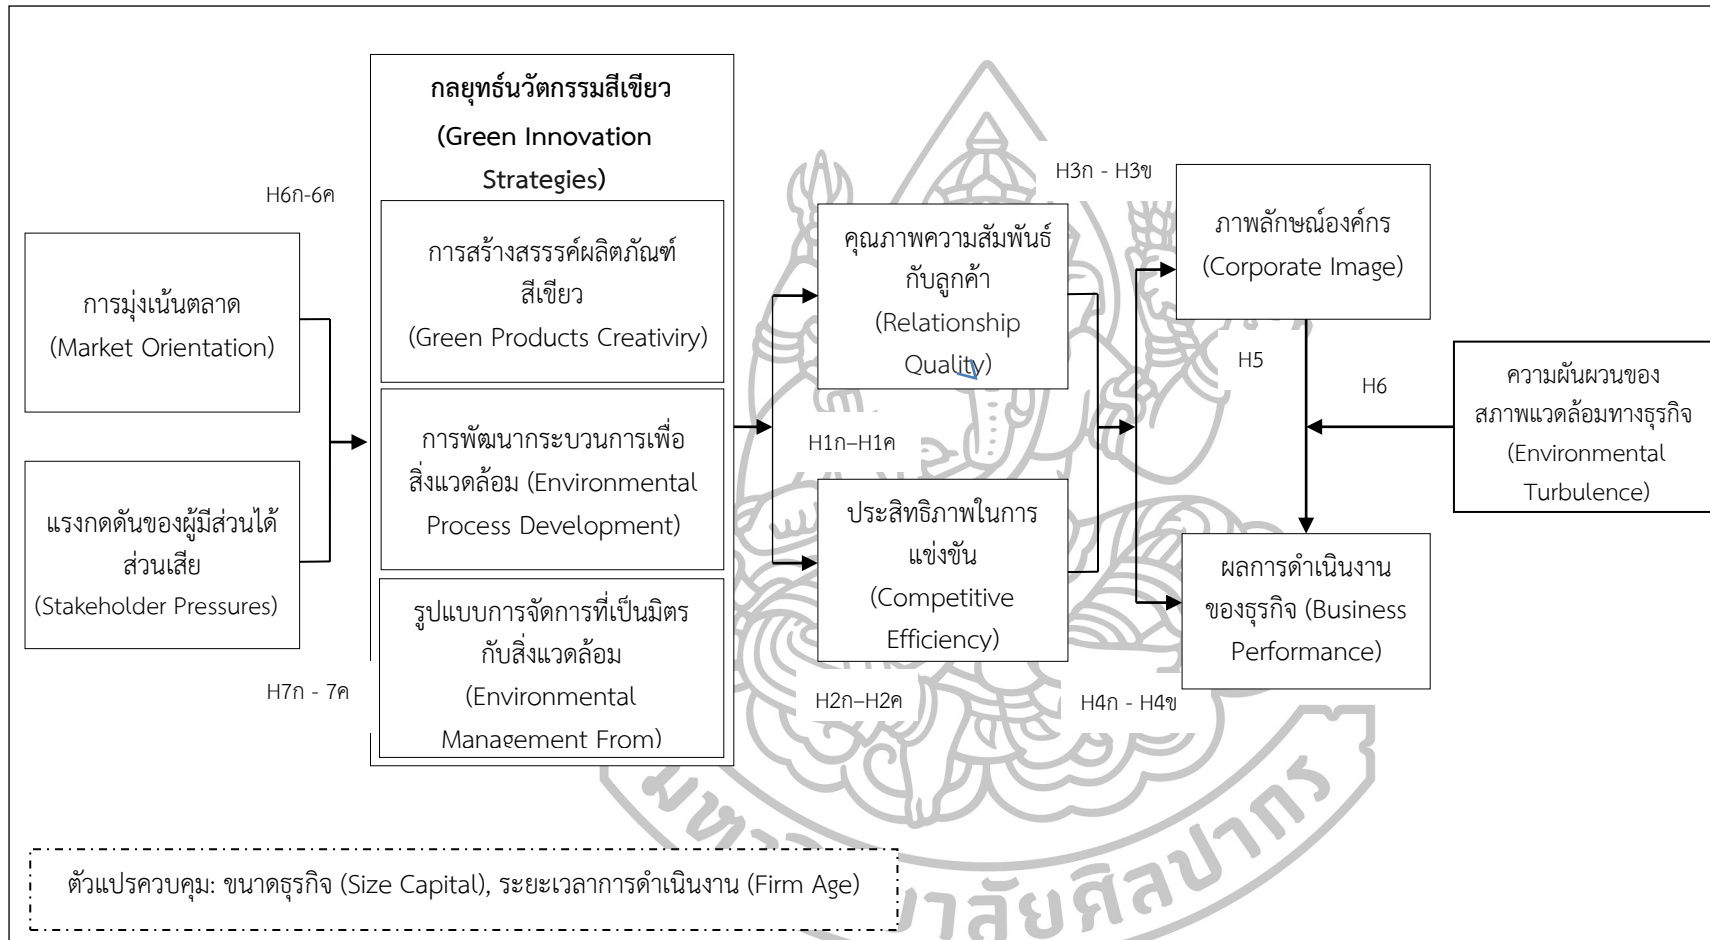 กลยุทธ์นวัตกรรมสีเขียว
(Green Innovation
Strategies)
H6ก-6ค
การมุ่งเน้นตลาด
(Market Orientation)
แรงกดดันของผู้มีส่วนได้
ส่วนเสีย
(Stakeholder Pressures)
H7ก - 7ค
การสร้างสรรรค์ผลิตภัณฑ์
สีเขียว
(Green Products Creativiry)
การพัฒนากระบวนการเพื่อ
สิ่งแวดล้อม (Environmental
Process Development)
รูปแบบการจัดการที่เป็นมิตร
กับสิ่งแวดล้อม
(Environmental
Management From)
คุณภาพความสัมพันธ์
กับลูกค้า
(Relationship
Quality)
H1ก–H1ค
ประสิทธิภาพในการ
แข่งขัน
(Competitive
Efficiency)
H2ก–H2ค
H3ก - H3ข
ภาพลักษณ์องค์กร
(Corporate Image)
H5
H6
ความผันผวนของ
สภาพแวดล้อมทางธุรกิจ
(Environmental
Turbulence)
ผลการดำเนินงาน
ของธุรกิจ (Business
Performance)
H4ก - H4ข
ตัวแปรควบคุม: ขนาดธุรกิจ (Size Capital), ระยะเวลาการดำเนินงาน (Firm Age)